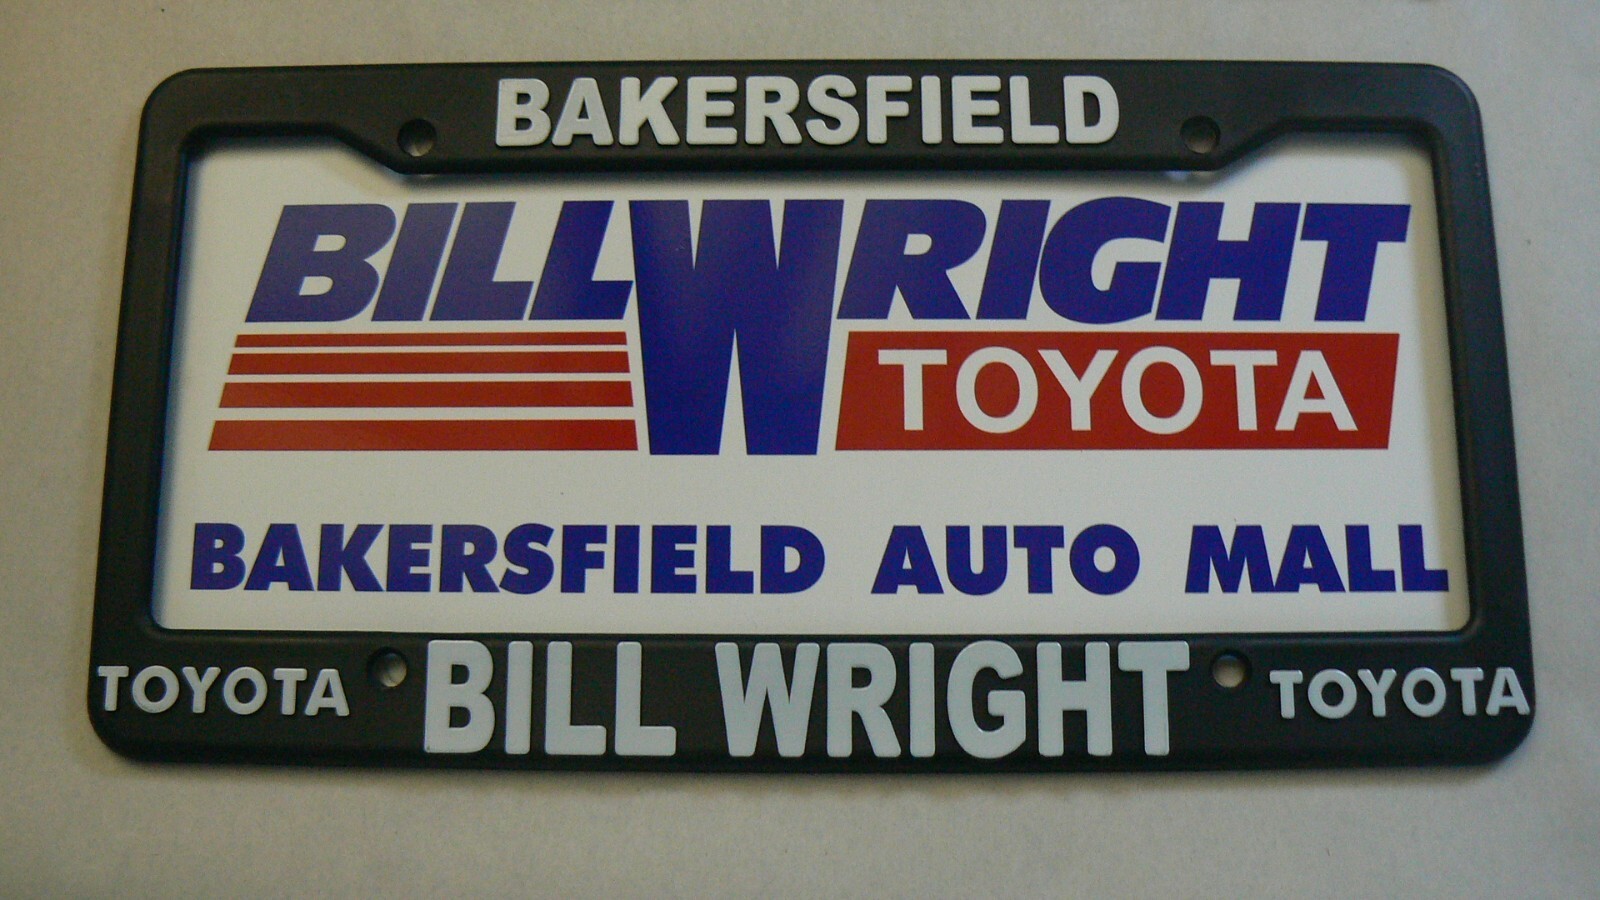 BAKERSFIELD
BILL WRIGHT
TOYOTA
BAKERSFIELD AUTO MALL
TOYOTA BILL WRIGHT TOYOTA